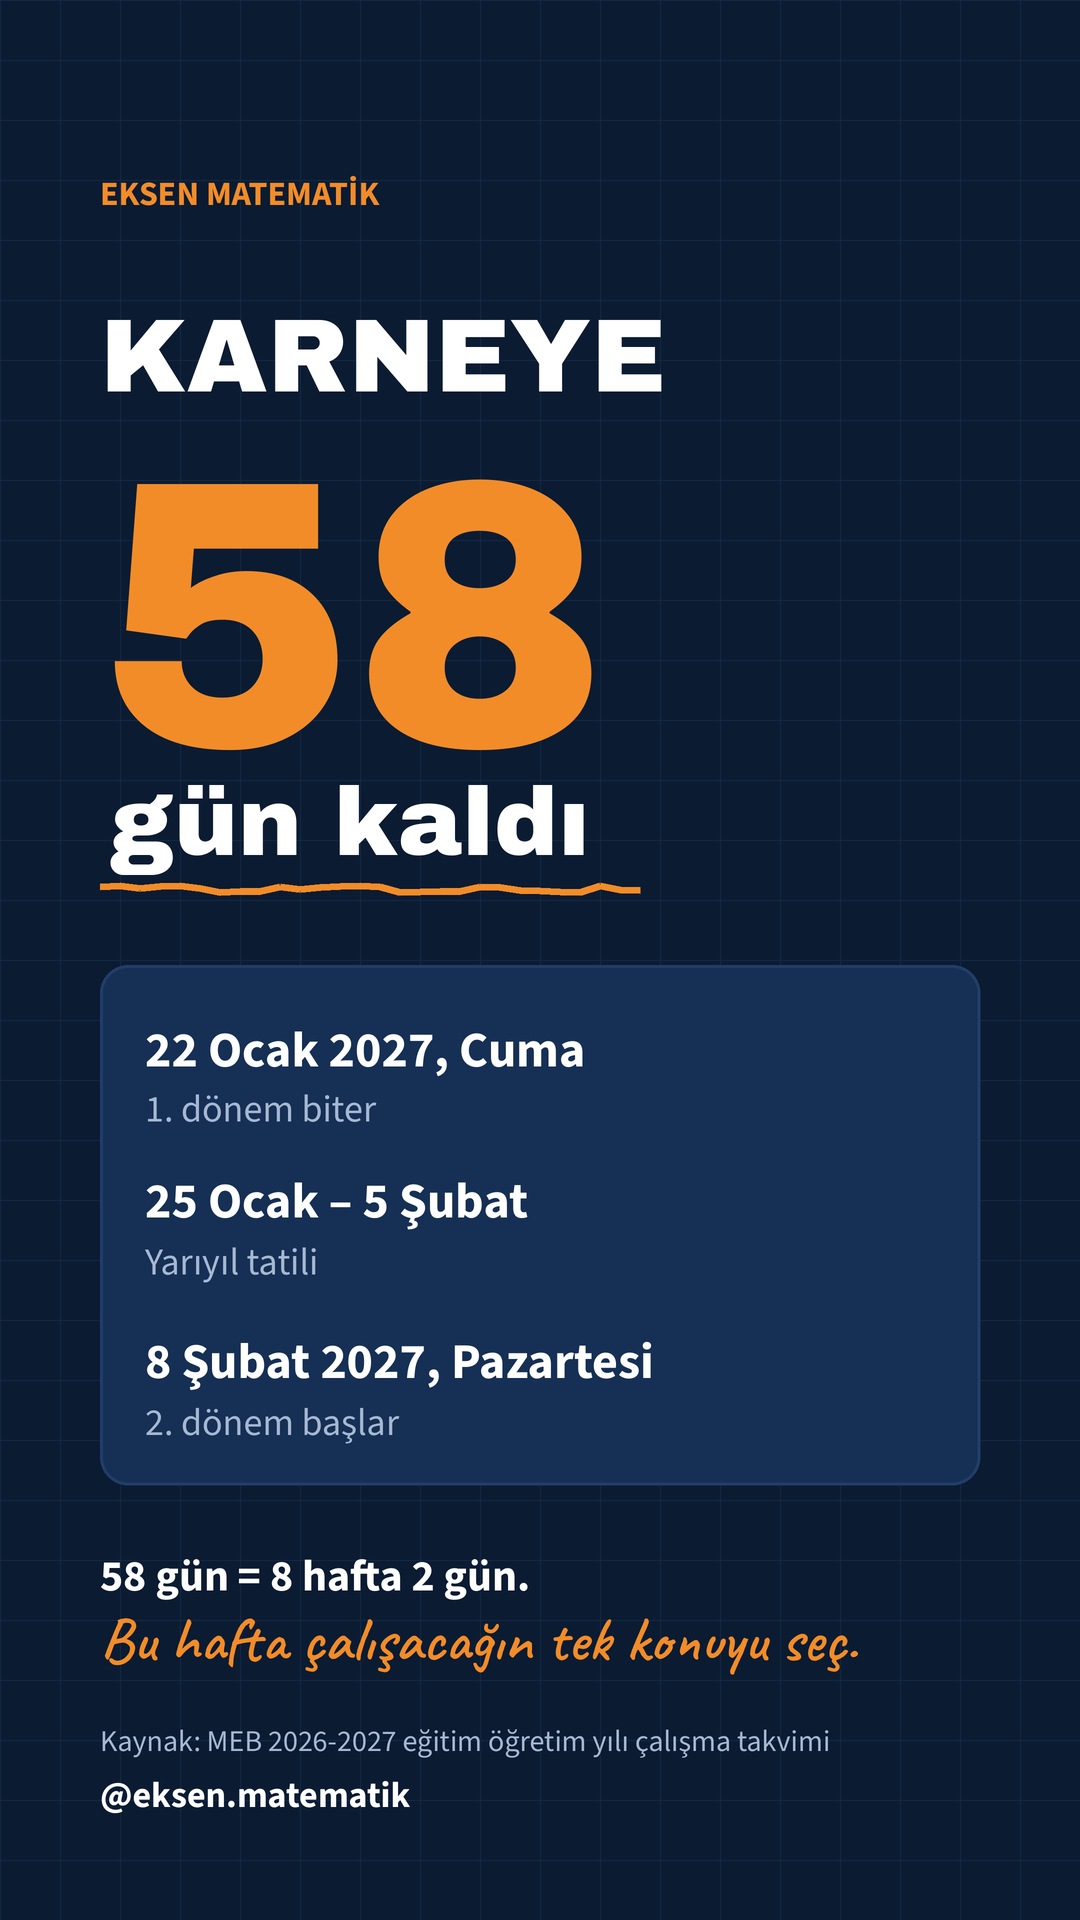 EKSEN MATEMATİK
KARNEYE
58
gün kaldı
22 Ocak 2027, Cuma
1. dönem biter
25 Ocak – 5 Şubat
Yarıyıl tatili
8 Şubat 2027, Pazartesi
2. dönem başlar
58 gün = 8 hafta 2 gün.
Bu hafta çalışacağın tek konuyu seç.
Kaynak: MEB 2026-2027 eğitim öğretim yılı çalışma takvimi
@eksen.matematik